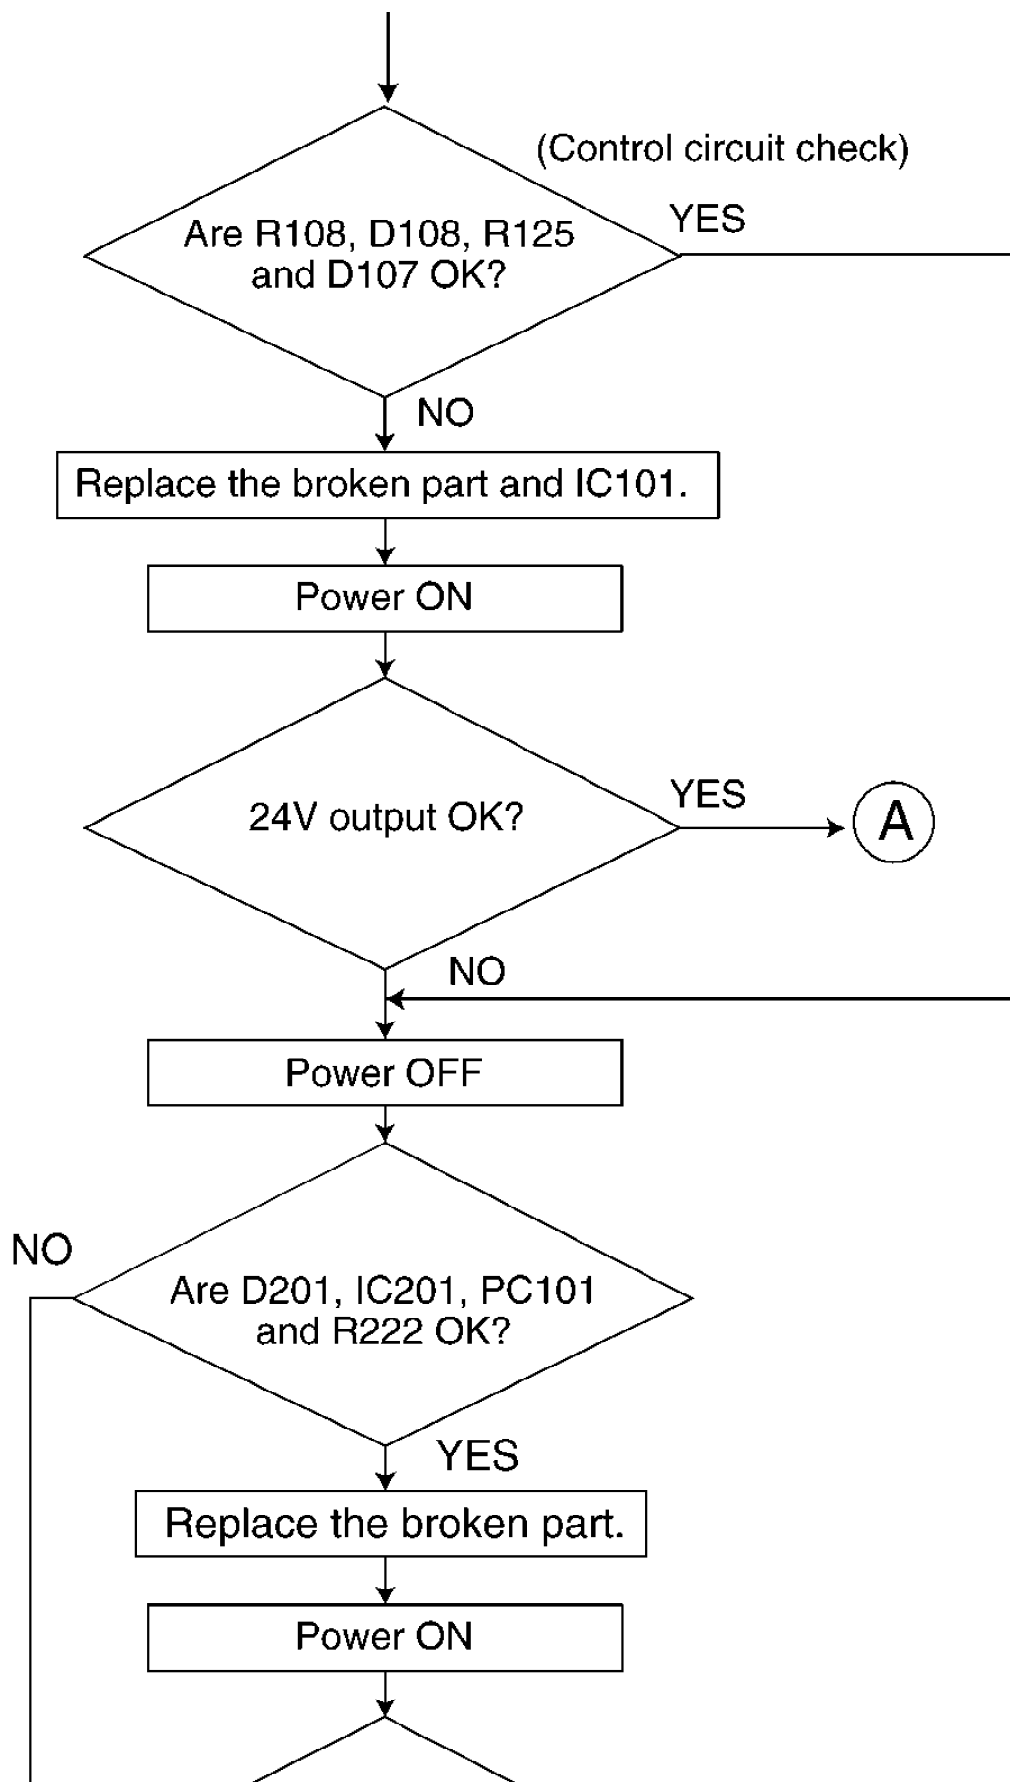 (Control circuit check)
YES
Are R108, D108, R125
and D107 OK?
NO
Replace the broken part and IC101.
Power ON
24V output OK?
YES
A
NO
Power OFF
NO
Are D201, IC201, PC101
and R222 OK?
YES
Replace the broken part.
Power ON